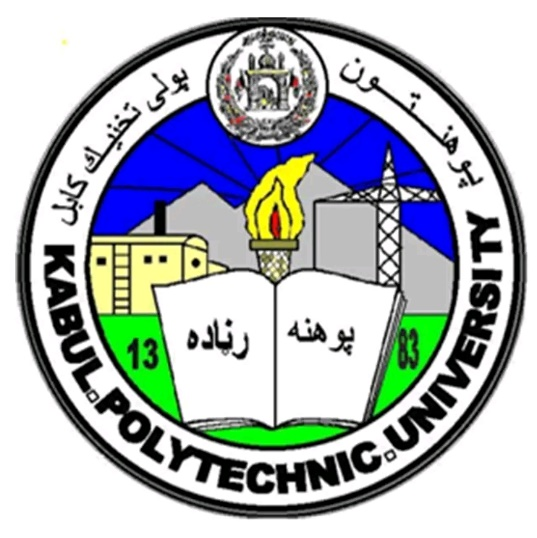 پوهنتون
پولی تخنیک کابل
پوهنه
رڼاده
13 83
KABUL.POLYTECHNIC.UNIVERSITY